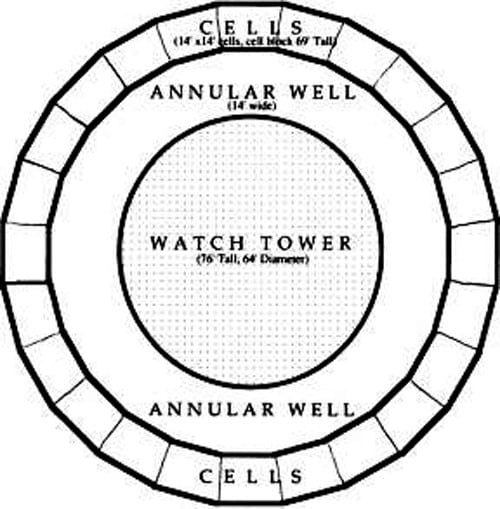 CELLS
(14' x14' cells, cell block 69' Tall)
ANNULAR WELL
(14' wide)
WATCH TOWER
(76' Tall, 64' Diameter)
ANNULAR WELL
CELLS